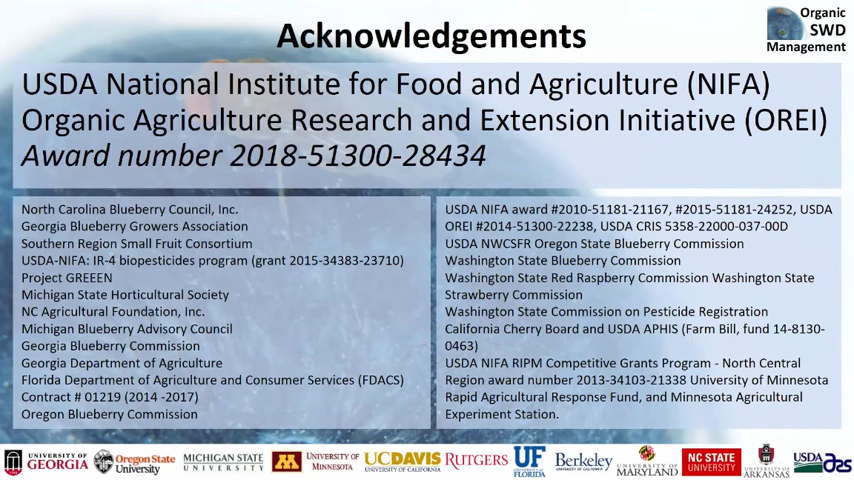 Acknowledgements
Organic
SWD
Management
USDA National Institute for Food and Agriculture (NIFA)
Organic Agriculture Research and Extension Initiative (OREI)
Award number 2018-51300-28434
North Carolina Blueberry Council, Inc.
Georgia Blueberry Growers Association
Southern Region Small Fruit Consortium
USDA-NIFA: IR-4 biopesticides program (grant 2015-34383-23710)
Project GREEEN
Michigan State Horticultural Society
NC Agricultural Foundation, Inc.
Michigan Blueberry Advisory Council
Georgia Blueberry Commission
Georgia Department of Agriculture
Florida Department of Agriculture and Consumer Services (FDACS)
Contract # 01219 (2014 -2017)
Oregon Blueberry Commission
USDA NIFA award #2010-51181-21167, #2015-51181-24252, USDA
OREI #2014-51300-22238, USDA CRIS 5358-22000-037-00D
USDA NWCSFR Oregon State Blueberry Commission
Washington State Blueberry Commission
Washington State Red Raspberry Commission Washington State
Strawberry Commission
Washington State Commission on Pesticide Registration
California Cherry Board and USDA APHIS (Farm Bill, fund 14-8130-
0463)
USDA NIFA RIPM Competitive Grants Program - North Central
Region award number 2013-34103-21338 University of Minnesota
Rapid Agricultural Response Fund, and Minnesota Agricultural
Experiment Station.
UNIVERSITY OF
GEORGIA
Oregon State
University
MICHIGAN STATE
UNIVERSITY
M
UNIVERSITY OF
MINNESOTA
UCDAVIS
UNIVERSITY OF CALIFORNIA
RUTGERS
UF
UNIVERSITY of
FLORIDA
Berkeley
UNIVERSITY OF CALIFORNIA
UNIVERSITY OF
MARYLAND
NC STATE
UNIVERSITY
UNIVERSITY OF
ARKANSAS
USDA
ars